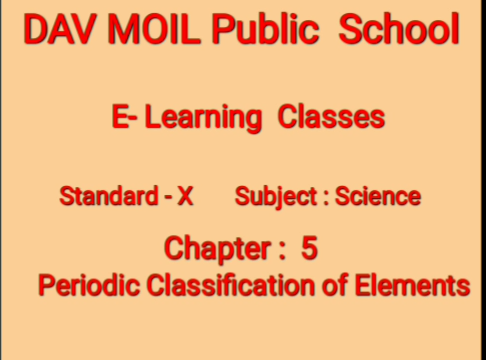 DAV MOIL Public School
E- Learning Classes
Standard - X Subject : Science
Chapter : 5
Periodic Classification of Elements